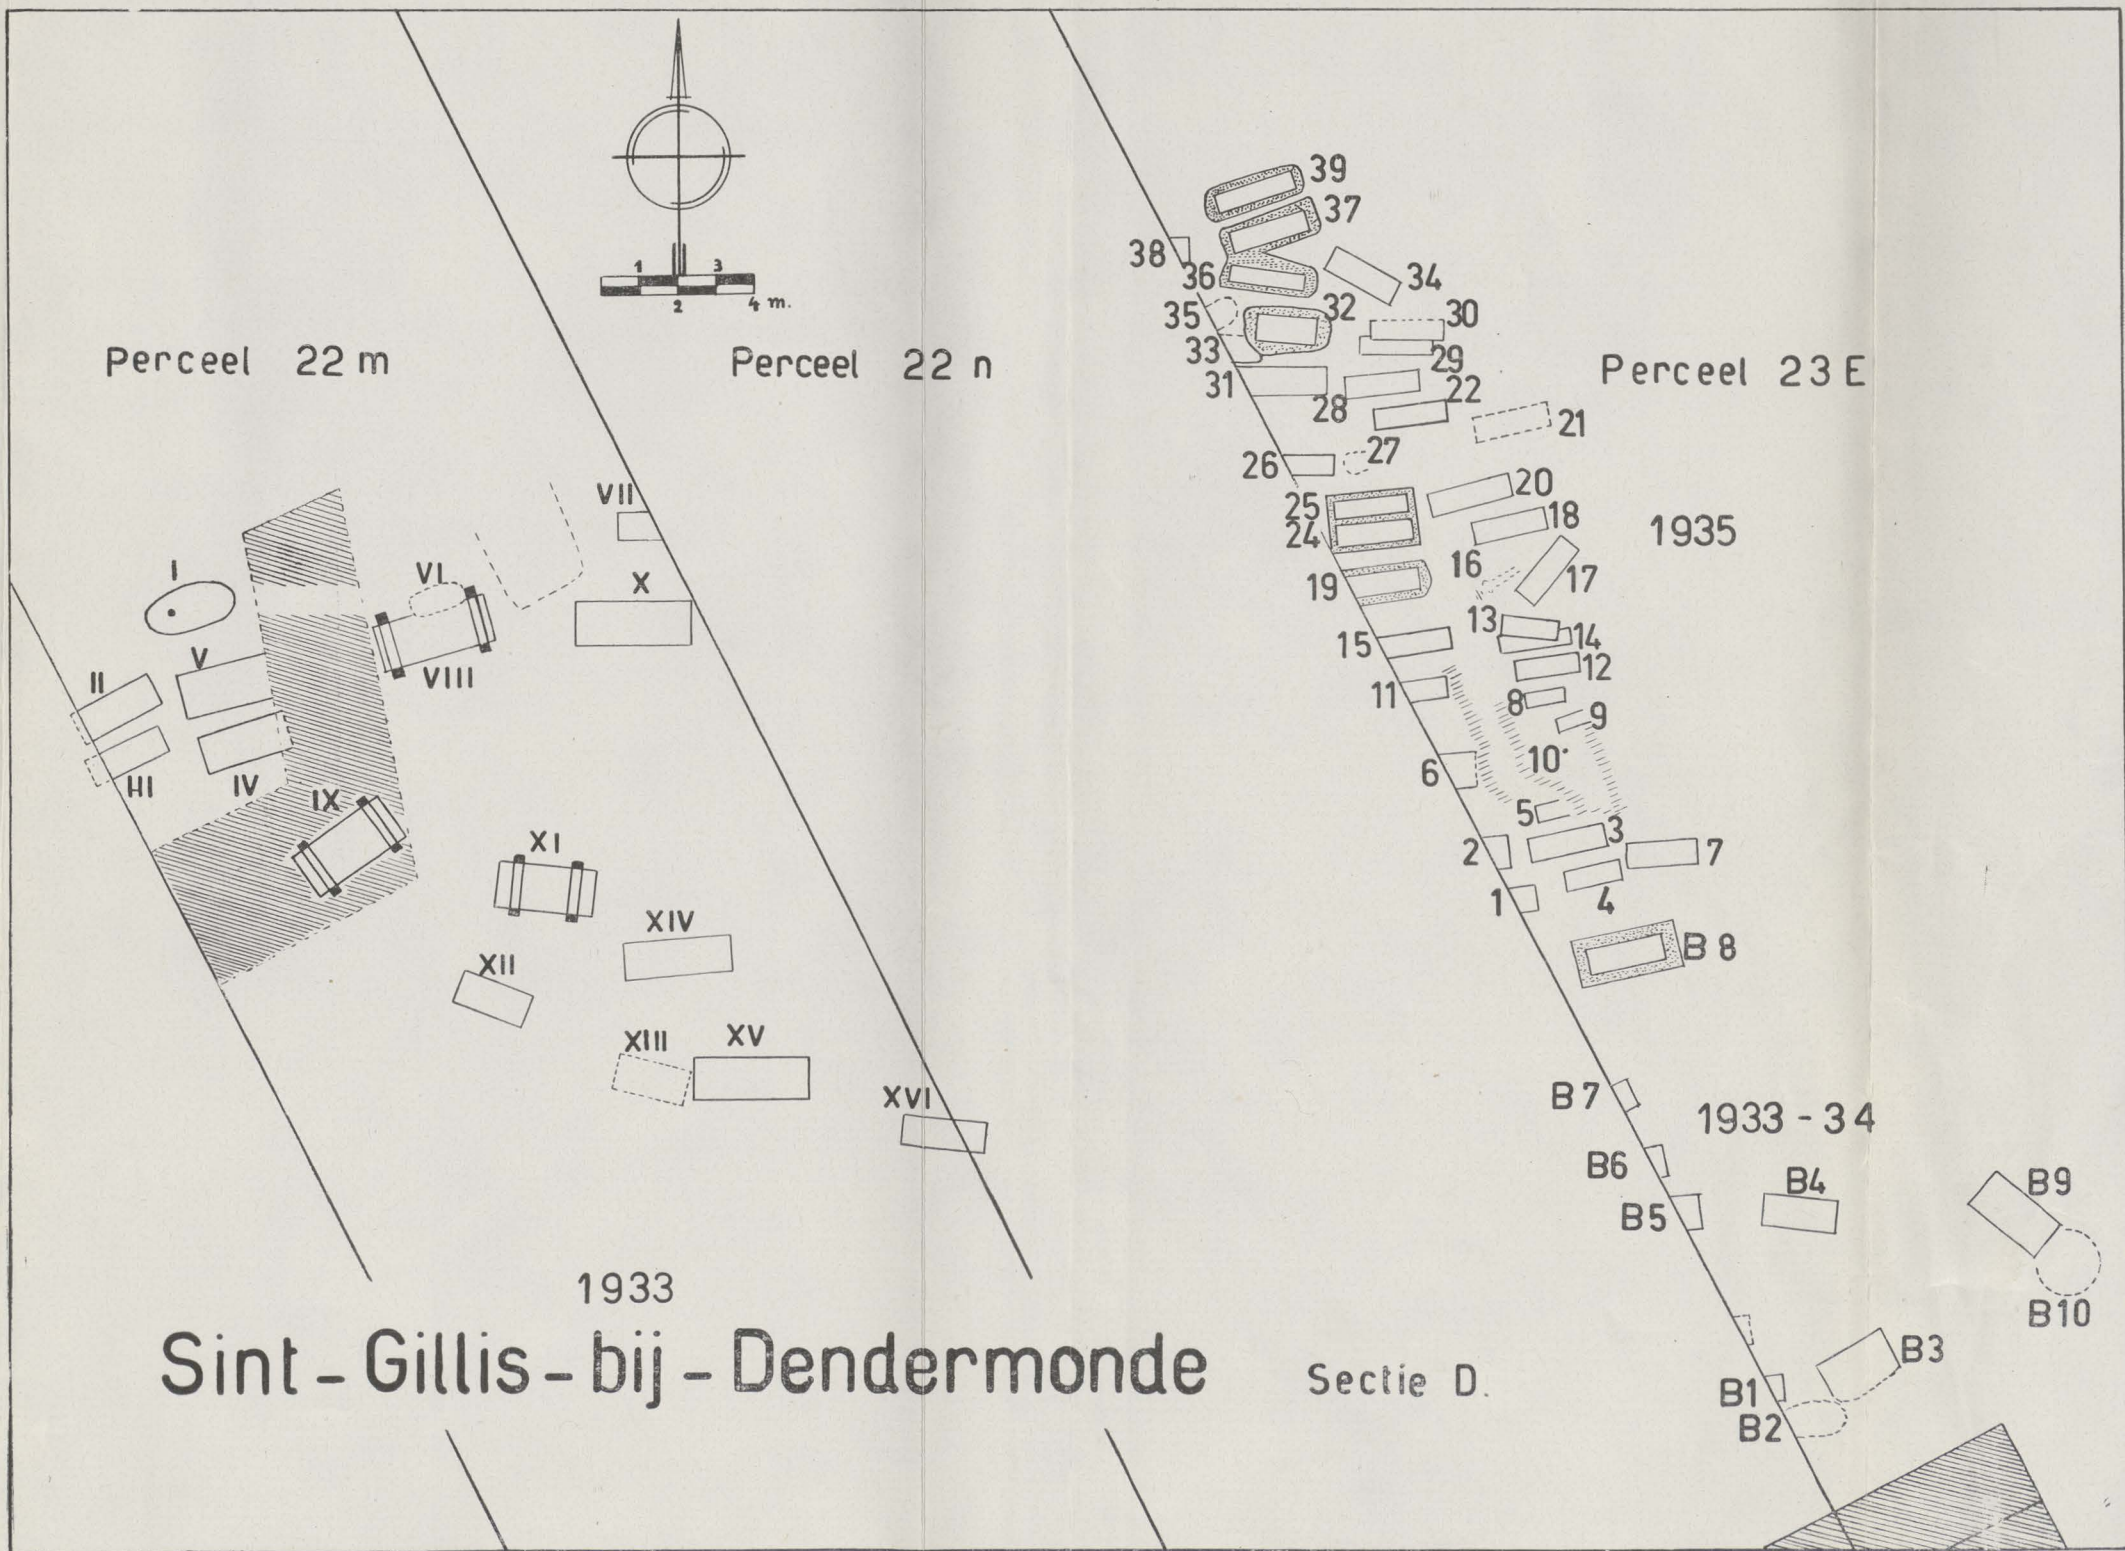 1 3
2 4 m.
Perceel 22 m
Perceel 22 n
Perceel 23 E
I
II
III
IV
V
VI
VII
VIII
IX
X
XI
XII
XIII
XIV
XV
XVI
1933
39
37
38
36
34
35
32
30
33
29
31
28
22
21
26
27
25
20
24
18
1935
16
19
17
13
15
14
12
11
8
9
10
6
5
3
2
7
1
4
B 8
B 7
1933 - 34
B6
B4
B9
B5
B10
B3
B1
B2
Sint - Gillis - bij - Dendermonde
Sectie D.